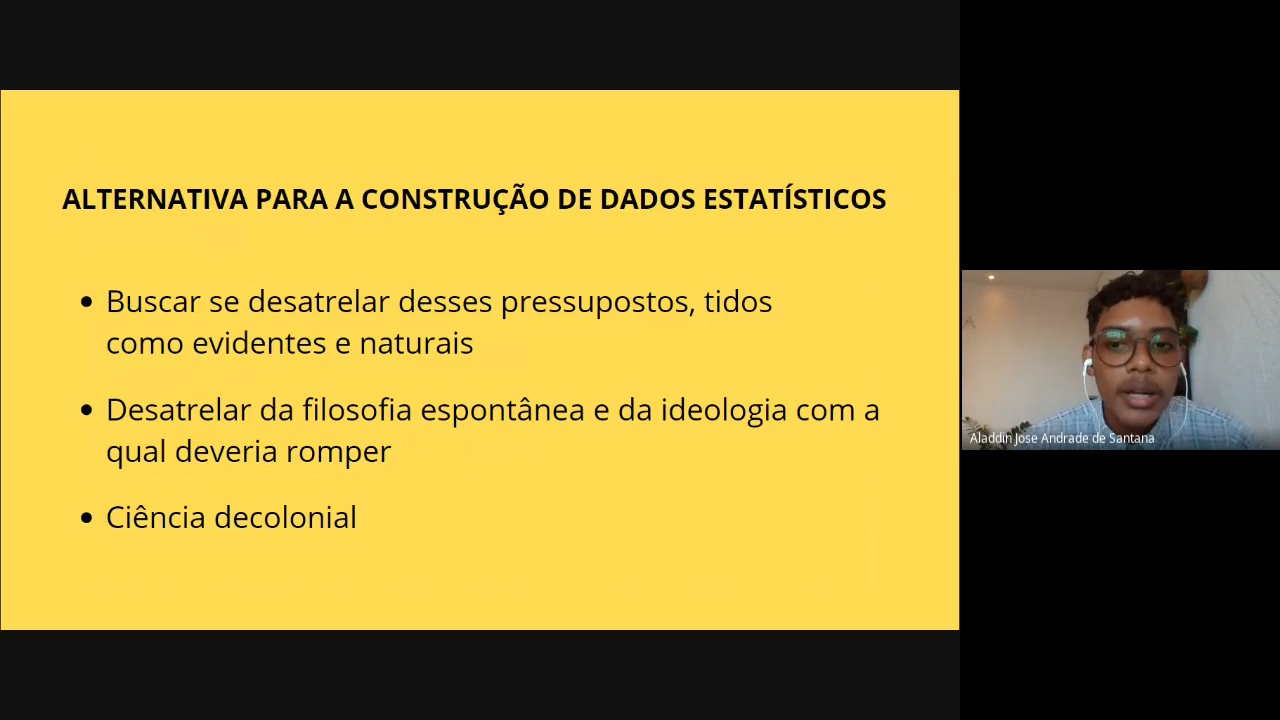 ALTERNATIVA PARA A CONSTRUÇÃO DE DADOS ESTATÍSTICOS
Buscar se desatrelar desses pressupostos, tidos
como evidentes e naturais
Desatrelar da filosofia espontânea e da ideologia com a
qual deveria romper
Ciência decolonial
Aladdin Jose Andrade de Santana